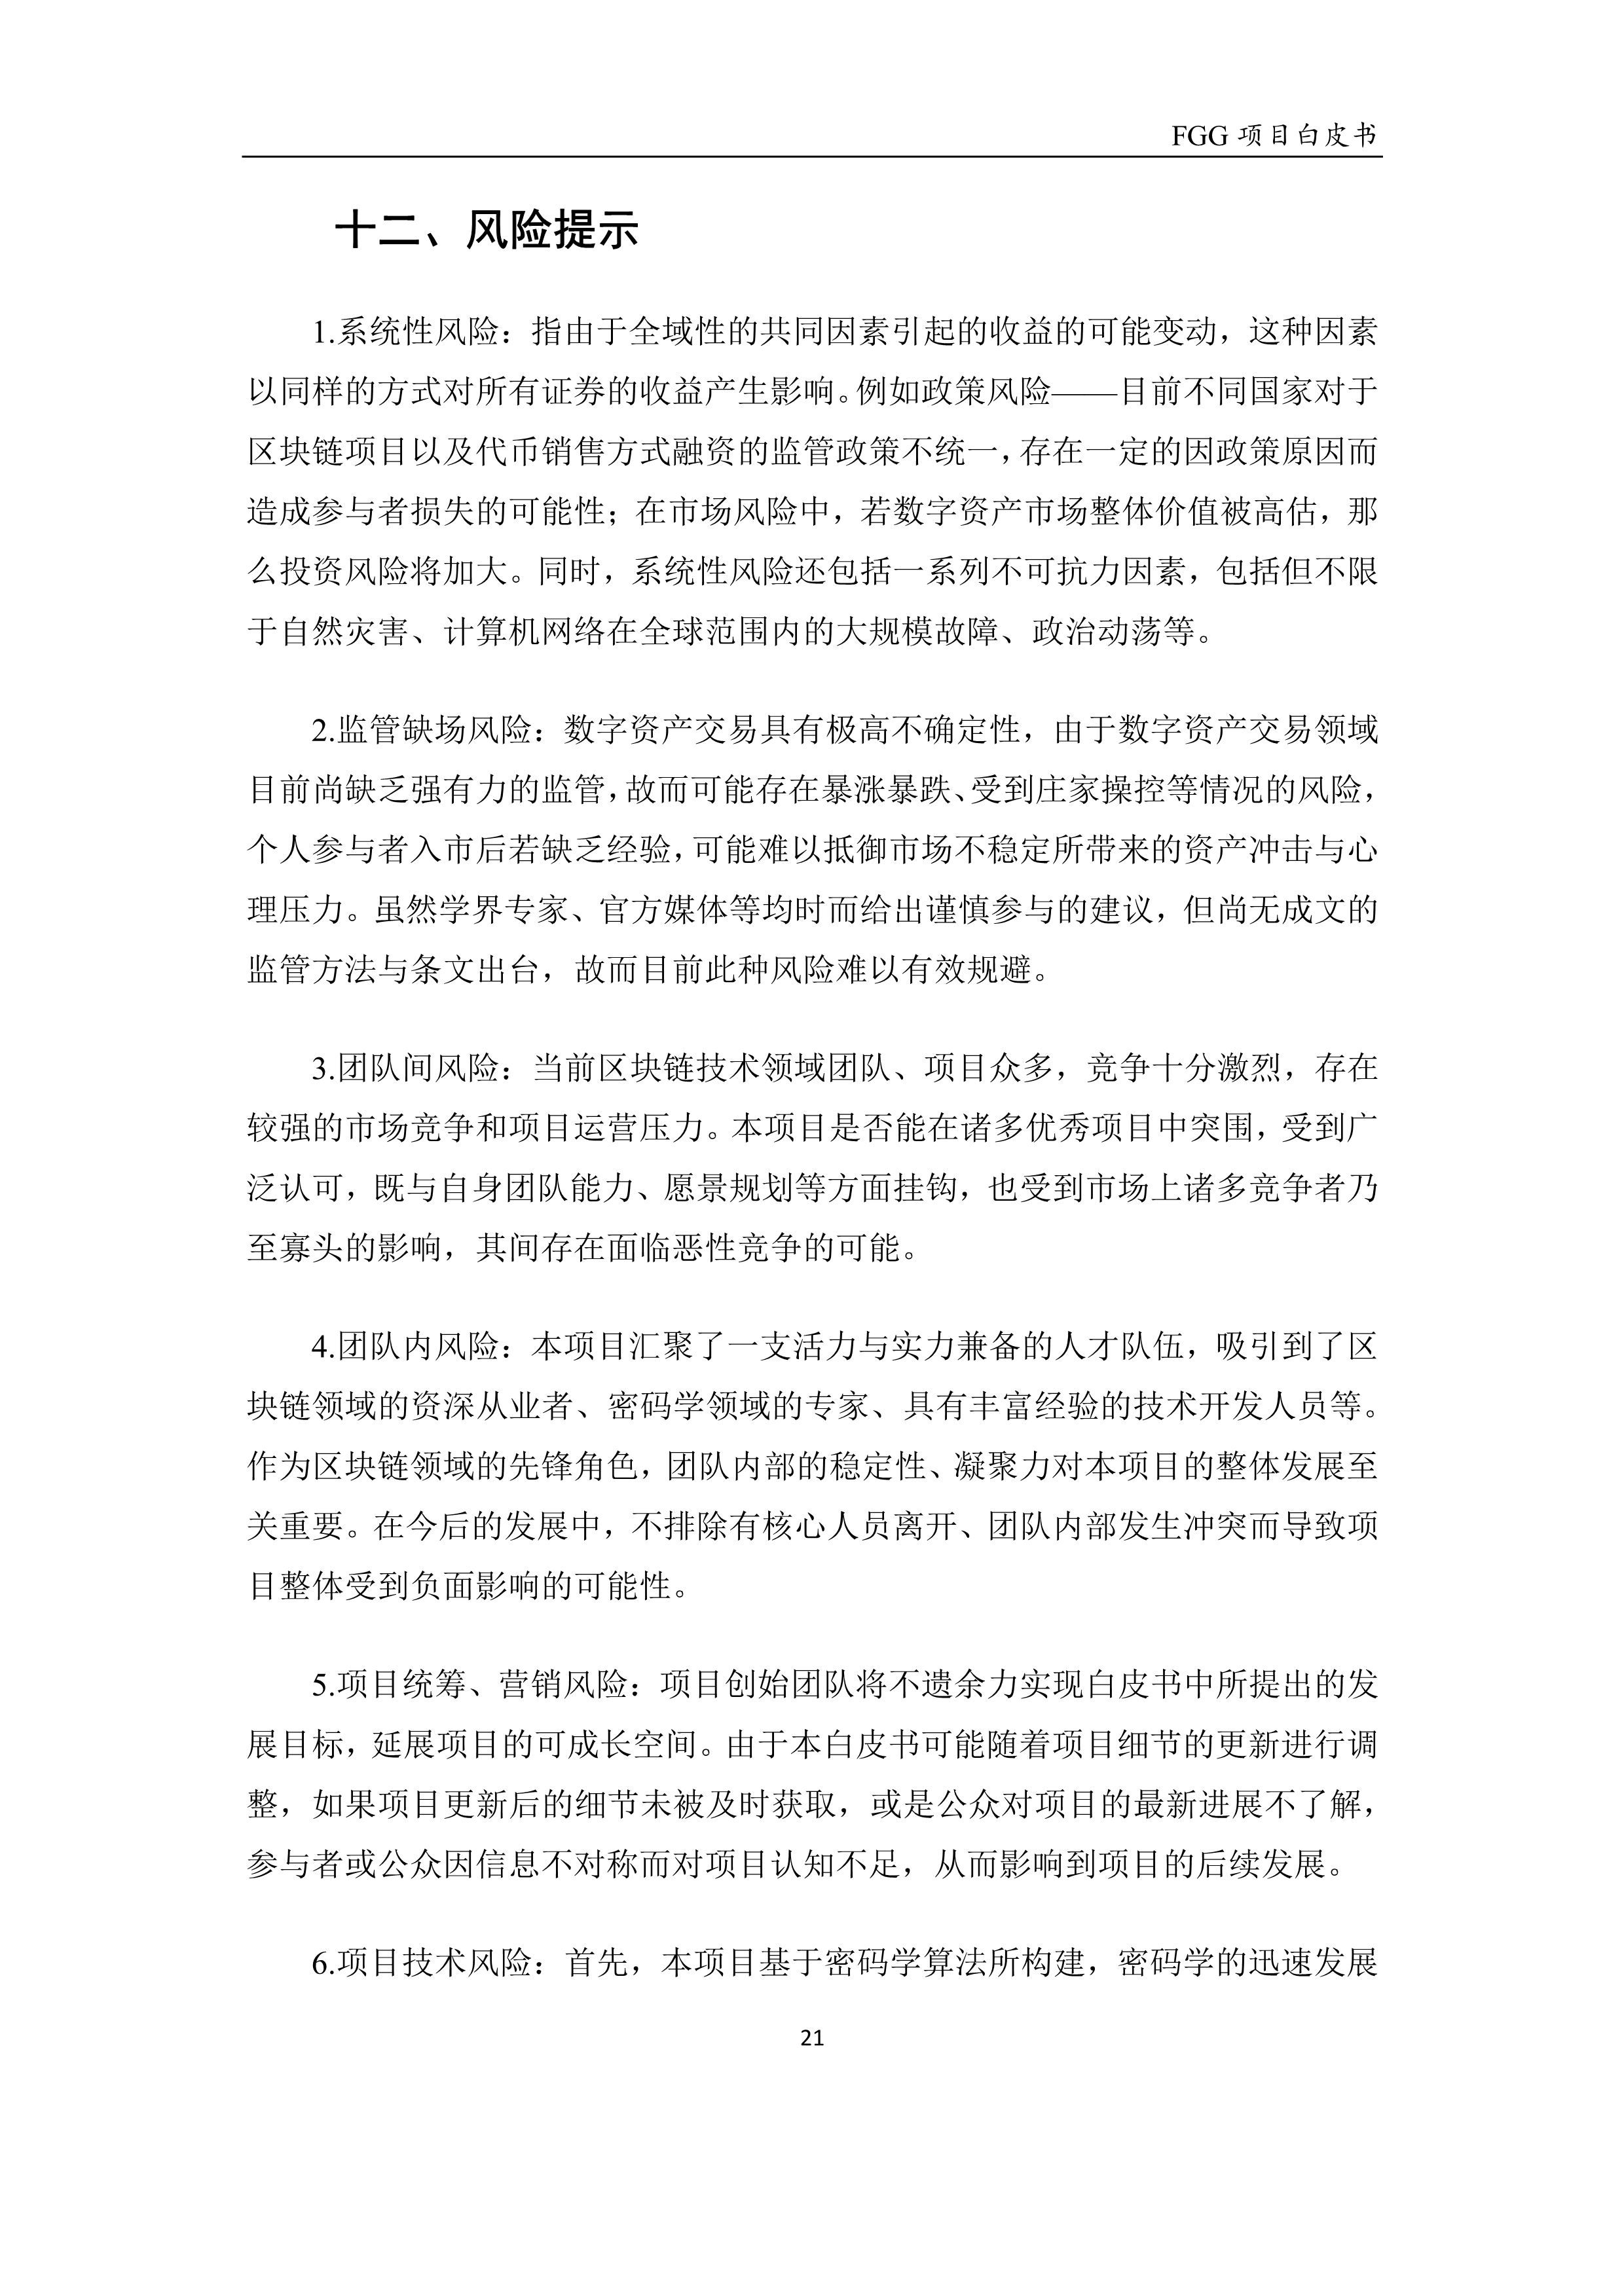 FGG 项目白皮书
十二、风险提示
1.系统性风险：指由于全域性的共同因素引起的收益的可能变动，这种因素
以同样的方式对所有证券的收益产生影响。例如政策风险——目前不同国家对于
区块链项目以及代币销售方式融资的监管政策不统一，存在一定的因政策原因而
造成参与者损失的可能性；在市场风险中，若数字资产市场整体价值被高估，那
么投资风险将加大。同时，系统性风险还包括一系列不可抗力因素，包括但不限
于自然灾害、计算机网络在全球范围内的大规模故障、政治动荡等。
2.监管缺场风险：数字资产交易具有极高不确定性，由于数字资产交易领域
目前尚缺乏强有力的监管，故而可能存在暴涨暴跌、受到庄家操控等情况的风险，
个人参与者入市后若缺乏经验，可能难以抵御市场不稳定所带来的资产冲击与心
理压力。虽然学界专家、官方媒体等均时而给出谨慎参与的建议，但尚无成文的
监管方法与条文出台，故而目前此种风险难以有效规避。
3.团队间风险：当前区块链技术领域团队、项目众多，竞争十分激烈，存在
较强的市场竞争和项目运营压力。本项目是否能在诸多优秀项目中突围，受到广
泛认可，既与自身团队能力、愿景规划等方面挂钩，也受到市场上诸多竞争者乃
至寡头的影响，其间存在面临恶性竞争的可能。
4.团队内风险：本项目汇聚了一支活力与实力兼备的人才队伍，吸引到了区
块链领域的资深从业者、密码学领域的专家、具有丰富经验的技术开发人员等。
作为区块链领域的先锋角色，团队内部的稳定性、凝聚力对本项目的整体发展至
关重要。在今后的发展中，不排除有核心人员离开、团队内部发生冲突而导致项
目整体受到负面影响的可能性。
5.项目统筹、营销风险：项目创始团队将不遗余力实现白皮书中所提出的发
展目标，延展项目的可成长空间。由于本白皮书可能随着项目细节的更新进行调
整，如果项目更新后的细节未被及时获取，或是公众对项目的最新进展不了解，
参与者或公众因信息不对称而对项目认知不足，从而影响到项目的后续发展。
6.项目技术风险：首先，本项目基于密码学算法所构建，密码学的迅速发展
21